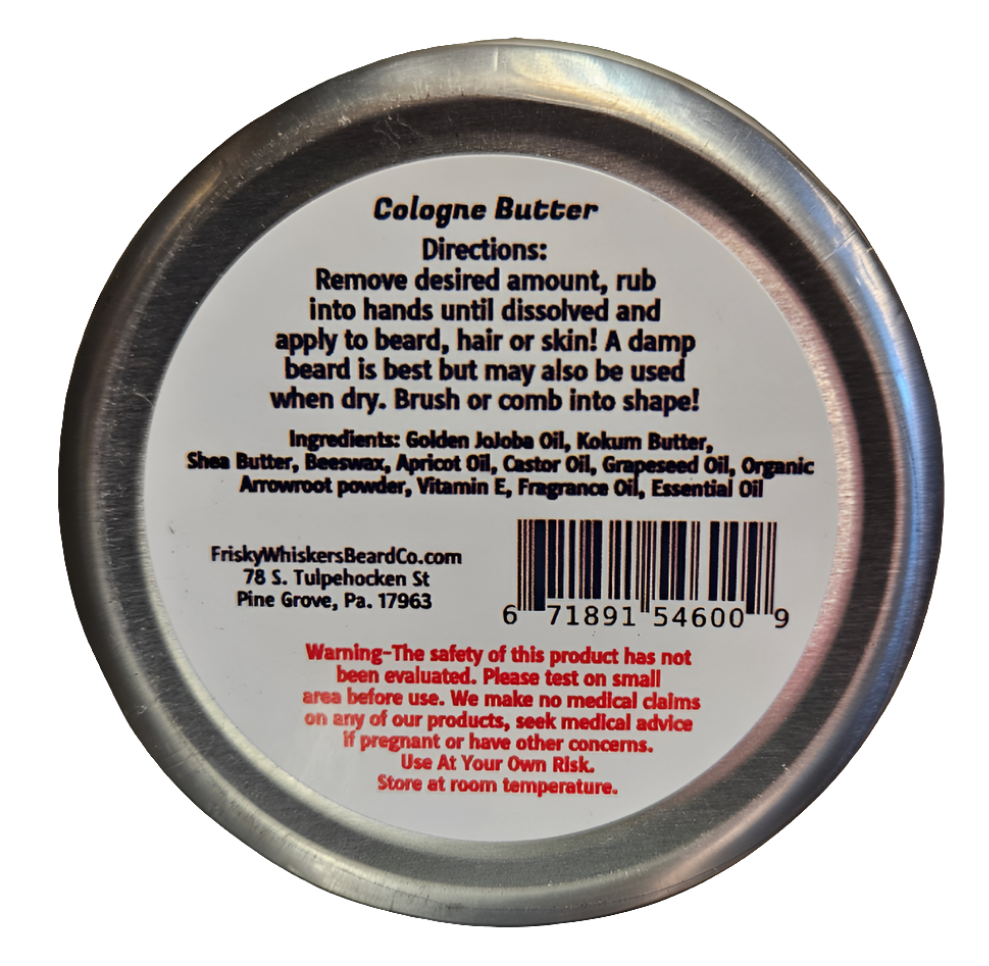 Cologne Butter
Directions:
Remove desired amount, rub
into hands until dissolved and
apply to beard, hair or skin! A damp
beard is best but may also be used
when dry. Brush or comb into shape!
Ingredients: Golden JoJoba Oil, Kokum Butter,
Shea Butter, Beeswax, Apricot Oil, Castor Oil, Grapeseed Oil, Organic
Arrowroot powder, Vitamin E, Fragrance Oil, Essential Oil
FriskyWhiskersBeardCo.com
78 S. Tulpehocken St
Pine Grove, Pa. 17963
6 71891 54600 9
Warning-The safety of this product has not
been evaluated. Please test on small
area before use. We make no medical claims
on any of our products, seek medical advice
if pregnant or have other concerns.
Use At Your Own Risk.
Store at room temperature.